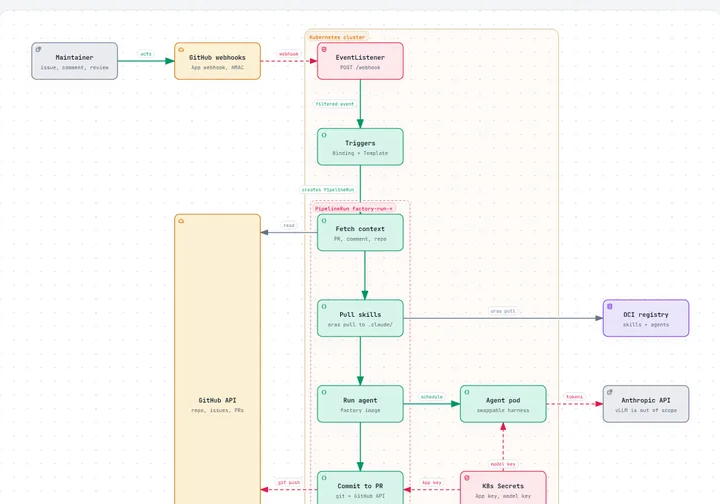 Kubernetes cluster
Maintainer
issue, comment, review
acts
GitHub webhooks
App webhook, HMAC
webhook
EventListener
POST /webhook
filtered event
Triggers
Binding + Template
creates PipelineRun
PipelineRun factory-run-*
Fetch context
PR, comment, repo
read
Pull skills
oras pull to .claude/
oras pull
OCI registry
skills + agents
GitHub API
repo, issues, PRs
Run agent
factory image
schedule
Agent pod
swappable harness
tokens
Anthropic API
vLLM is out of scope
model key
Commit to PR
git + GitHub API
git push
App key
K8s Secrets
App key, model key